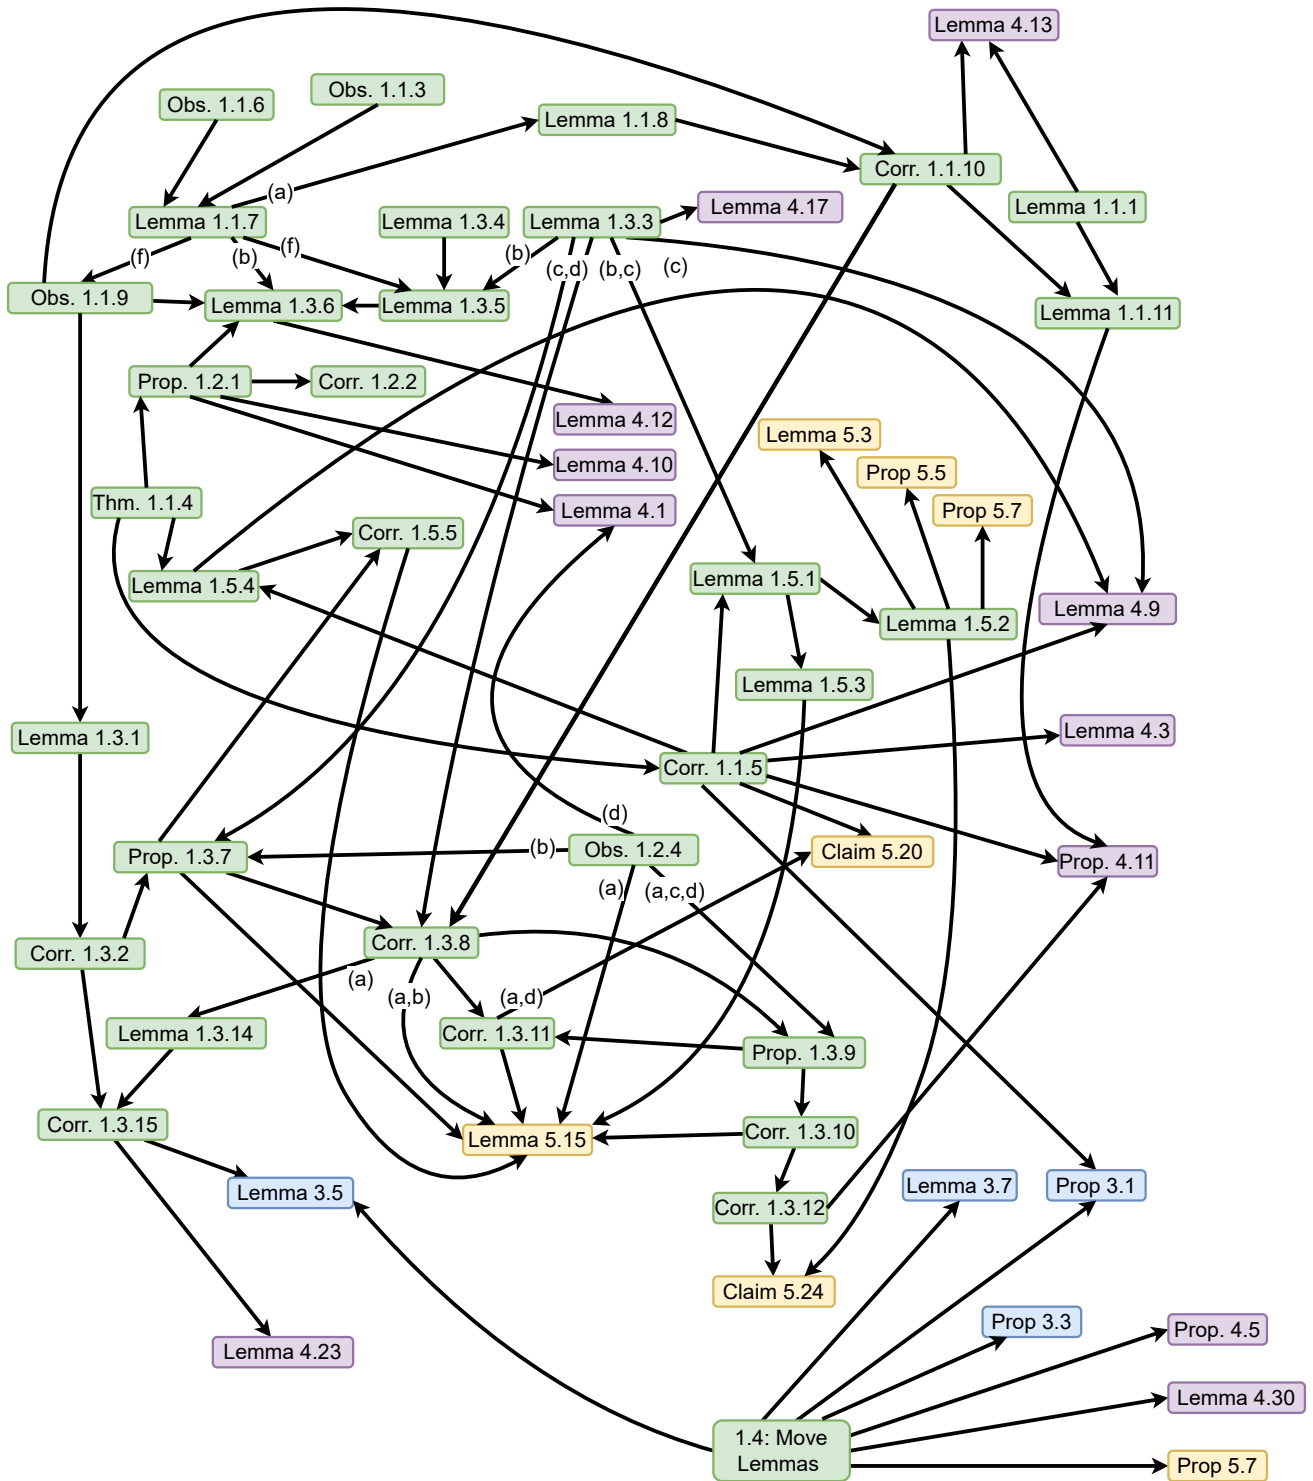 Lemma 4.13
Obs. 1.1.6
Obs. 1.1.3
Lemma 1.1.8
Corr. 1.1.10
(a)
Lemma 1.1.7
Lemma 1.3.4
Lemma 1.3.3
Lemma 4.17
Lemma 1.1.1
(f)
(b)
(f)
(b)
(c,d)
(b,c)
(c)
Obs. 1.1.9
Lemma 1.3.6
Lemma 1.3.5
Lemma 1.1.11
Prop. 1.2.1
Corr. 1.2.2
Lemma 4.12
Lemma 5.3
Lemma 4.10
Prop 5.5
Thm. 1.1.4
Lemma 4.1
Prop 5.7
Corr. 1.5.5
Lemma 1.5.4
Lemma 1.5.1
Lemma 4.9
Lemma 1.5.2
Lemma 1.5.3
Lemma 1.3.1
Lemma 4.3
Corr. 1.1.5
(d)
Prop. 1.3.7
(b)
Obs. 1.2.4
Claim 5.20
Prop. 4.11
(a)
(a,c,d)
Corr. 1.3.2
Corr. 1.3.8
(a)
(a,b)
(a,d)
Lemma 1.3.14
Corr. 1.3.11
Prop. 1.3.9
Corr. 1.3.15
Lemma 5.15
Corr. 1.3.10
Lemma 3.5
Corr. 1.3.12
Lemma 3.7
Prop 3.1
Claim 5.24
Lemma 4.23
Prop 3.3
Prop. 4.5
Lemma 4.30
1.4: Move
Lemmas
Prop 5.7